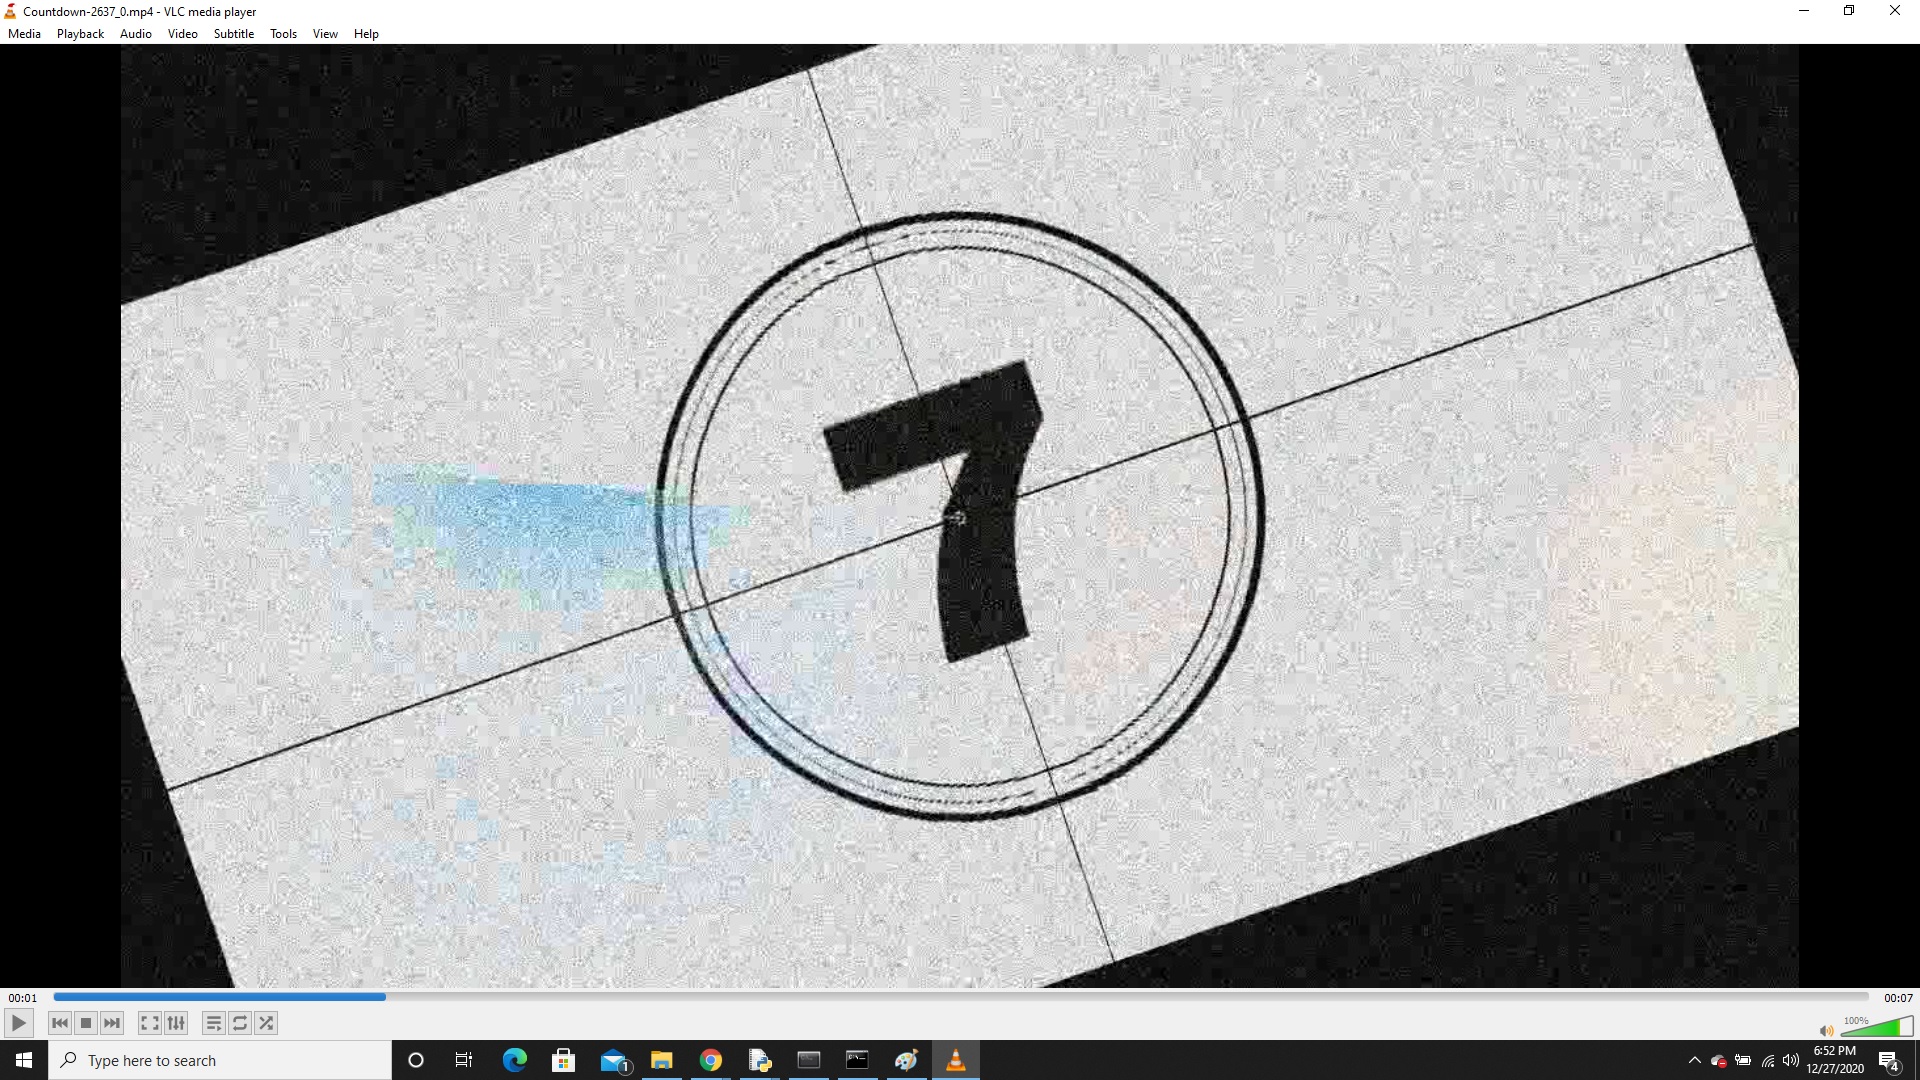 Countdown-2637_0.mp4 - VLC media player
Media Playback Audio Video Subtitle Tools View Help
7
00:01 00:07
100%
Type here to search
1
6:52 PM
12/27/2020
4